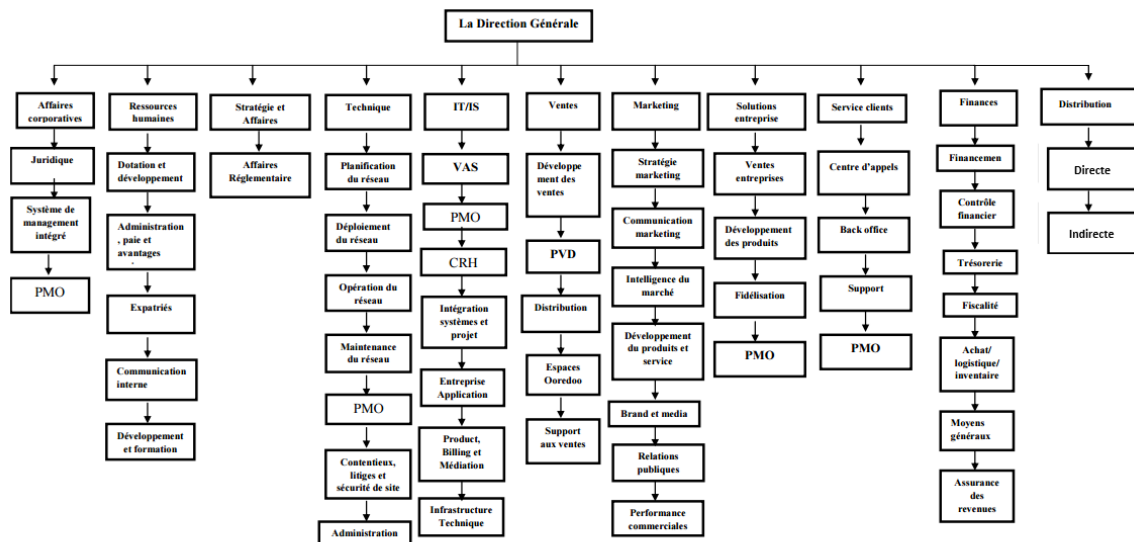 La Direction Générale
Affaires
corporatives
Juridique
Système de
management
intégré
PMO
Ressources
humaines
Dotation et
développement
Administration
, paie et
avantages
Expatriés
Communication
interne
Développement
et formation
Stratégie et
Affaires
Affaires
Réglementaire
Technique
Planification
du réseau
Déploiement
du réseau
Opération du
réseau
Maintenance
du réseau
PMO
Contentieux,
litiges et
sécurité de site
Administration
IT/IS
VAS
PMO
CRH
Intégration
systèmes et
projet
Entreprise
Application
Product,
Billing et
Médiation
Infrastructure
Technique
Ventes
Développe
ment des
ventes
PVD
Distribution
Espaces
Ooredoo
Support
aux ventes
Marketing
Stratégie
marketing
Communication
marketing
Intelligence du
marché
Développement
du produits et
service
Brand et media
Relations
publiques
Performance
commerciales
Solutions
entreprise
Ventes
entreprises
Développement
des produits
Fidélisation
PMO
Service clients
Centre d'appels
Back office
Support
PMO
Finances
Financemen
Contrôle
financier
Trésorerie
Fiscalité
Achat/
logistique/
inventaire
Moyens
généraux
Assurance
des
revenues
Distribution
Directe
Indirecte